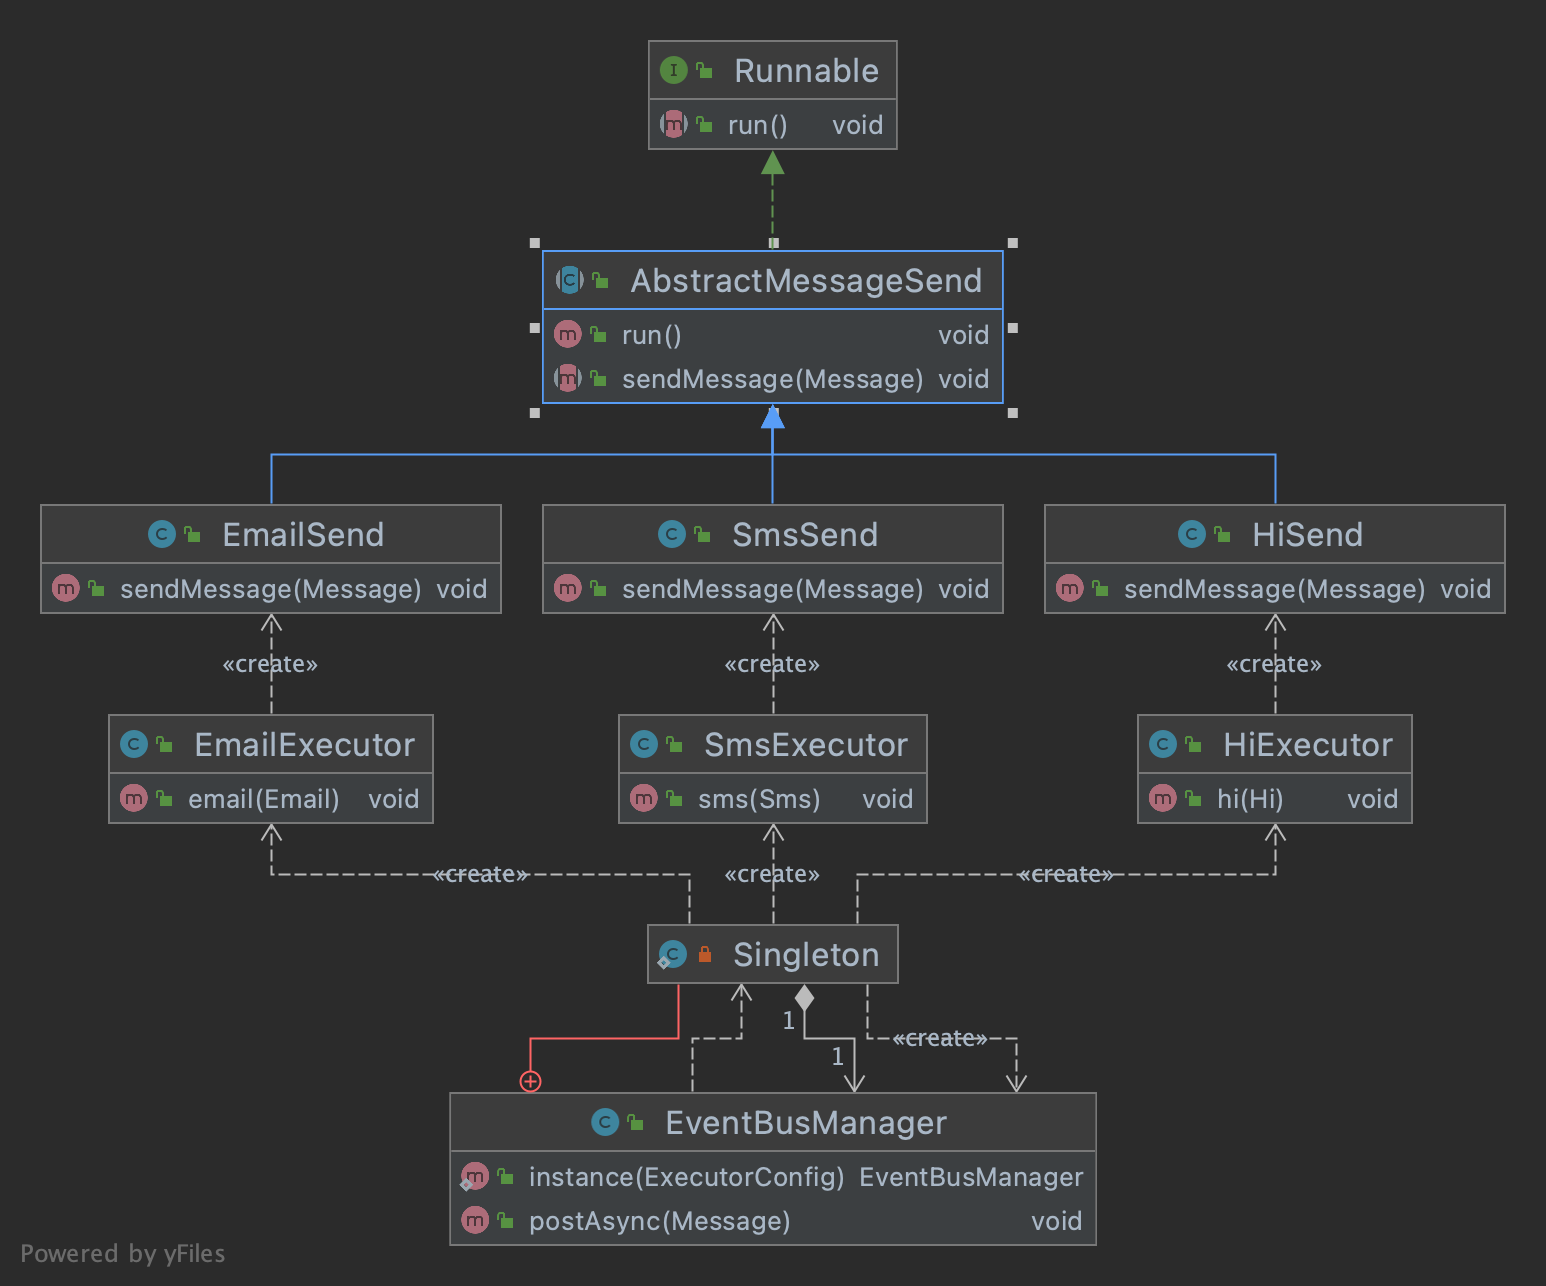 Runnable
run() void
AbstractMessageSend
run() void
sendMessage(Message) void
EmailSend
sendMessage(Message) void
SmsSend
sendMessage(Message) void
HiSend
sendMessage(Message) void
«create»
«create»
«create»
EmailExecutor
email(Email) void
SmsExecutor
sms(Sms) void
HiExecutor
hi(Hi) void
«create»
«create»
«create»
Singleton
1
1
«create»
EventBusManager
instance(ExecutorConfig) EventBusManager
postAsync(Message) void
Powered by yFiles